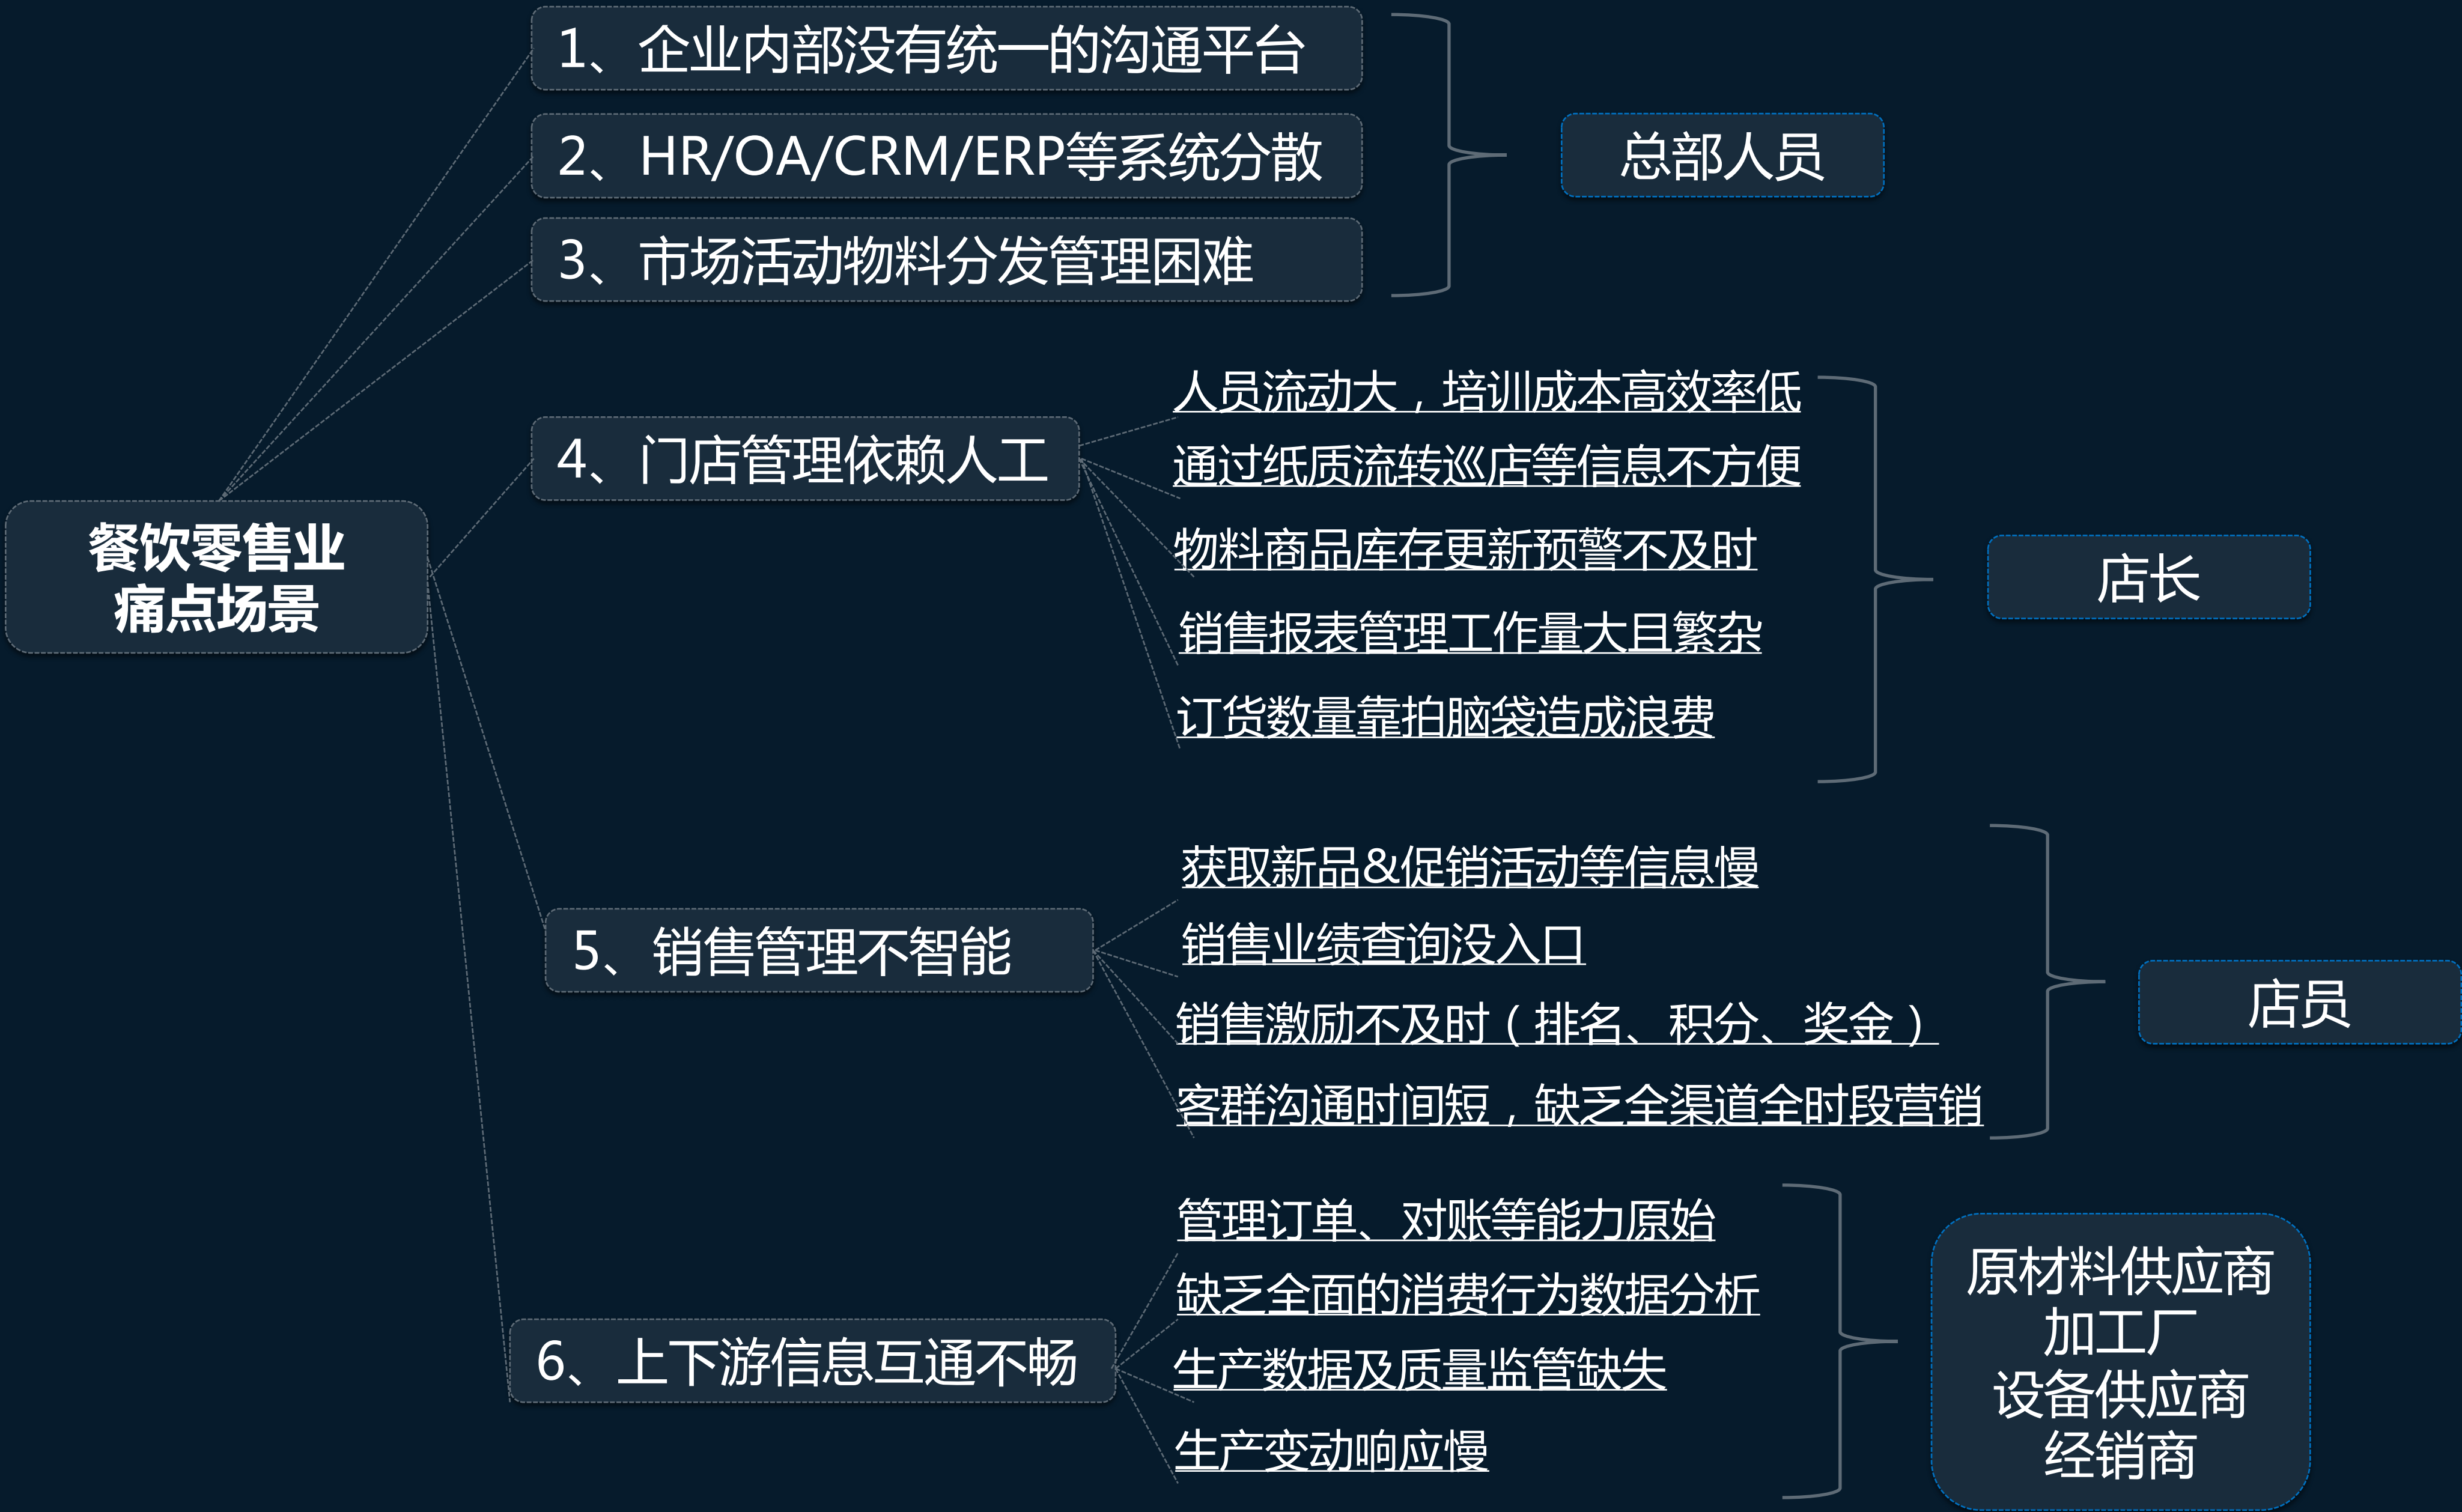 餐饮零售业
痛点场景
1、企业内部没有统一的沟通平台
2、HR/OA/CRM/ERP等系统分散
3、市场活动物料分发管理困难
总部人员
4、门店管理依赖人工
人员流动大，培训成本高效率低
通过纸质流转巡店等信息不方便
物料商品库存更新预警不及时
销售报表管理工作量大且繁杂
订货数量靠拍脑袋造成浪费
店长
5、销售管理不智能
获取新品&促销活动等信息慢
销售业绩查询没入口
销售激励不及时（排名、积分、奖金）
客群沟通时间短，缺乏全渠道全时段营销
店员
6、上下游信息互通不畅
管理订单、对账等能力原始
缺乏全面的消费行为数据分析
生产数据及质量监管缺失
生产变动响应慢
原材料供应商
加工厂
设备供应商
经销商